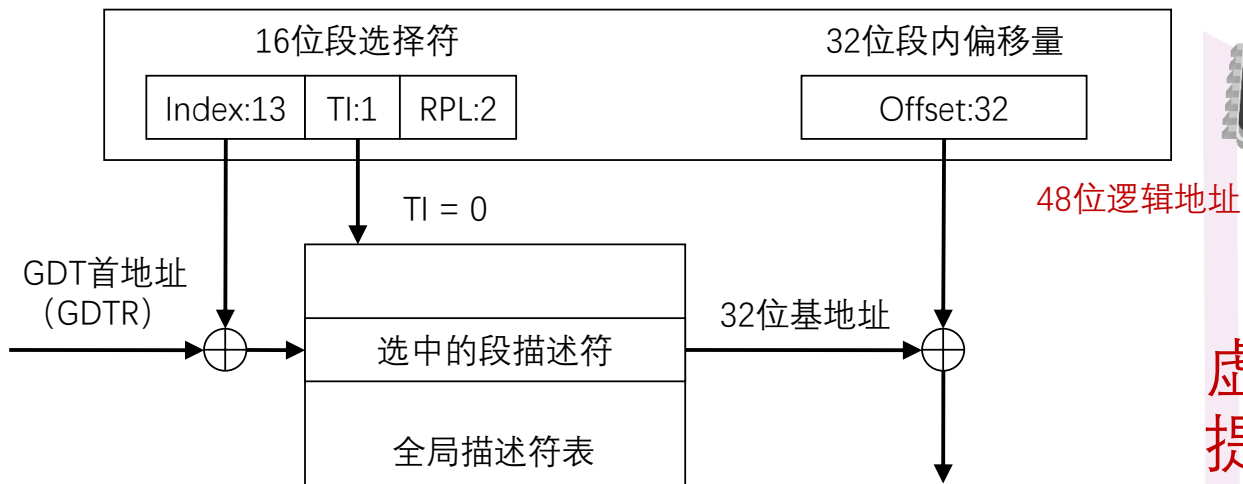 16位段选择符
32位段内偏移量
Index:13
TI:1
RPL:2
Offset:32
48位逻辑地址
TI = 0
GDT首地址
（GDTR）
32位基地址
选中的段描述符
全局描述符表
虚
提